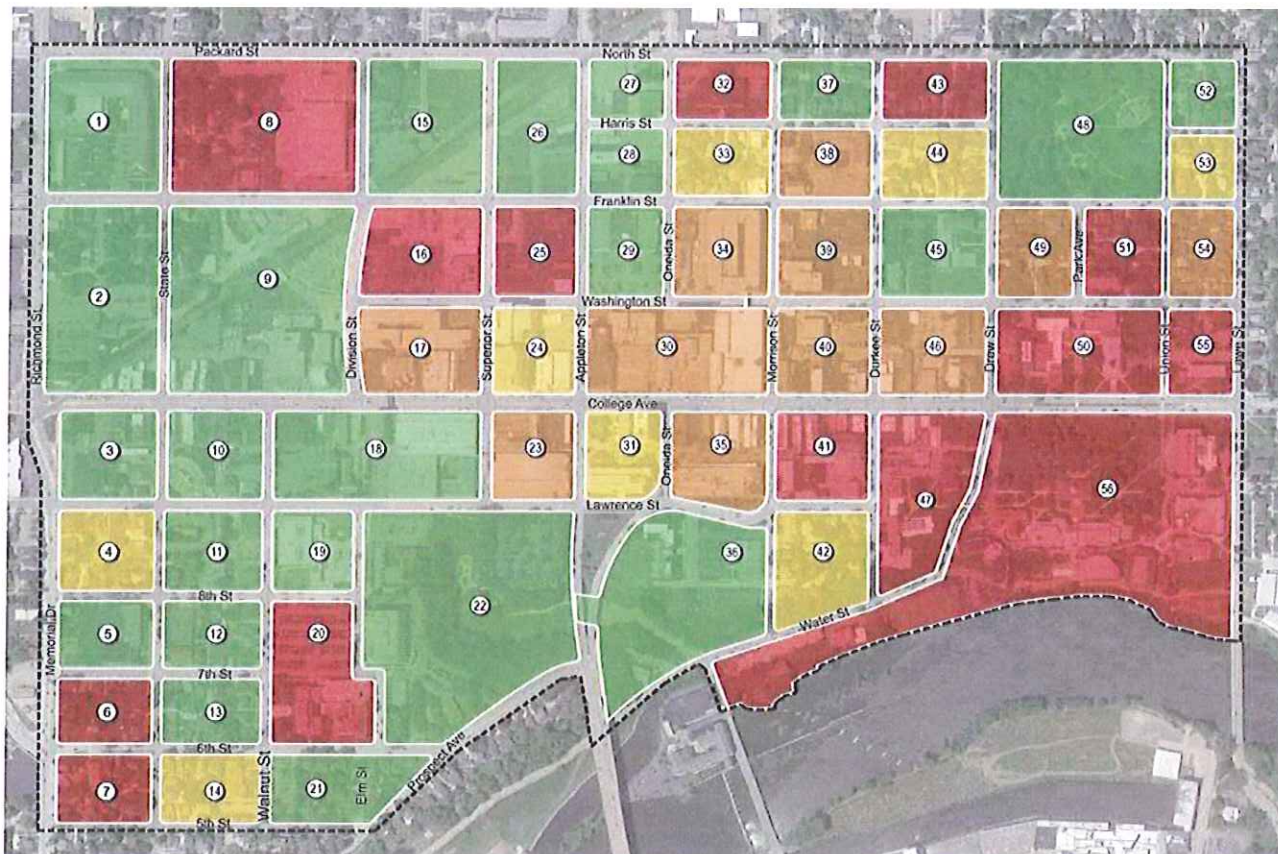 Packard St
North St
1
8
15
26
27
32
37
43
48
52
Harris St
28
33
38
44
53
Franklin St
2
State St
9
16
25
29
Oneida St
34
39
45
49
Park Ave
51
54
Washington St
Richmond St
Division St
17
Superior St
24
Appleton St
30
Morrison St
40
Durkee St
46
Drew St
50
Union St
55
Lawe St
College Ave
3
10
18
23
31
Oneida St
35
41
47
56
Lawrence St
4
11
19
22
36
42
8th St
Water St
Memorial Dr
5
12
20
7th St
6
13
6th St
7
14
Walnut St
21
Elm St
Prospect Ave
5th St